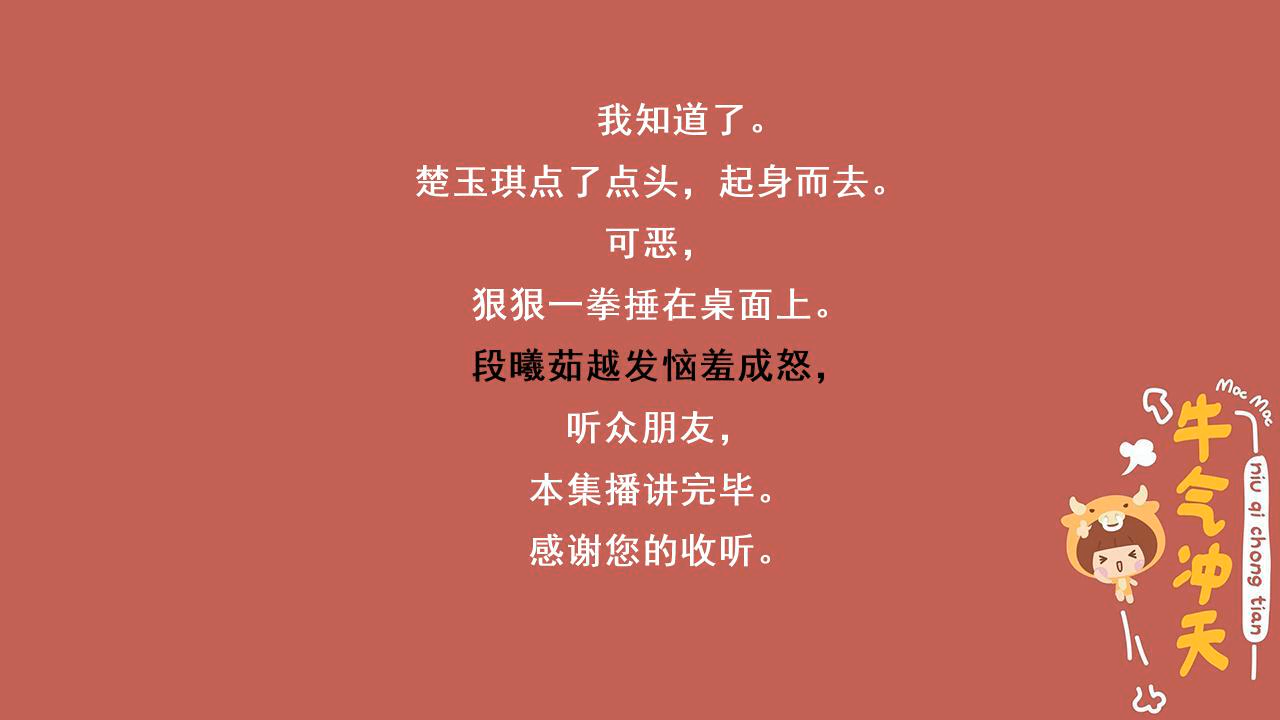 我知道了。
楚玉琪点了点头，起身而去。
可恶，
狠狠一拳捶在桌面上。
段曦茹越发恼羞成怒，
听众朋友，
本集播讲完毕。
感谢您的收听。
Moc Moc
牛气冲天
niu qi chong tian